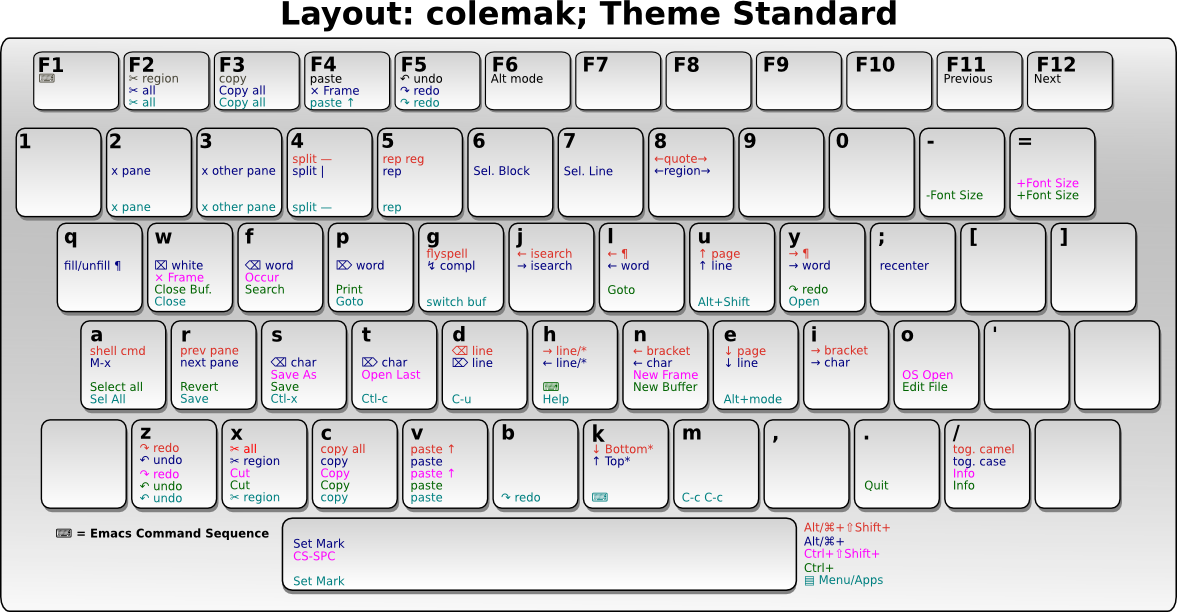 Layout: colemak; Theme Standard
F1
⌨
F2
✂ region
✂ all
✂ all
F3
copy
Copy all
Copy all
F4
paste
× Frame
paste ↑
F5
↶ undo
↷ redo
↷ redo
F6
Alt mode
F7
F8
F9
F10
F11
Previous
F12
Next
1
2
x pane
x pane
3
x other pane
x other pane
4
split —
split |
split —
5
rep reg
rep
rep
6
Sel. Block
7
Sel. Line
8
←quote→
←region→
9
0
-
-Font Size
=
+Font Size
+Font Size
q
fill/unfill ¶
w
⌧ white
× Frame
Close Buf.
Close
f
⌫ word
Occur
Search
p
⌦ word
Print
Goto
g
flyspell
↯ compl
switch buf
j
← isearch
→ isearch
l
← ¶
← word
Goto
u
↑ page
↑ line
Alt+Shift
y
→ ¶
→ word
↷ redo
Open
;
recenter
[
]
a
shell cmd
M-x
Select all
Sel All
r
prev pane
next pane
Revert
Save
s
⌫ char
Save As
Save
Ctl-x
t
⌦ char
Open Last
Ctl-c
d
⌫ line
⌦ line
C-u
h
→ line/*
← line/*
⌨
Help
n
← bracket
← char
New Frame
New Buffer
e
↓ page
↓ line
Alt+mode
i
→ bracket
→ char
o
OS Open
Edit File
'
z
↷ redo
↶ undo
↷ redo
↶ undo
↶ undo
x
✂ all
✂ region
Cut
Cut
✂ region
c
copy all
copy
Copy
Copy
copy
v
paste ↑
paste
paste ↑
paste
paste
b
↷ redo
k
↓ Bottom*
↑ Top*
⌨
m
C-c C-c
,
.
Quit
/
tog. camel
tog. case
Info
Info
⌨ = Emacs Command Sequence
Set Mark
CS-SPC
Set Mark
Alt/⌘+⇧Shift+
Alt/⌘+
Ctrl+⇧Shift+
Ctrl+
▤ Menu/Apps